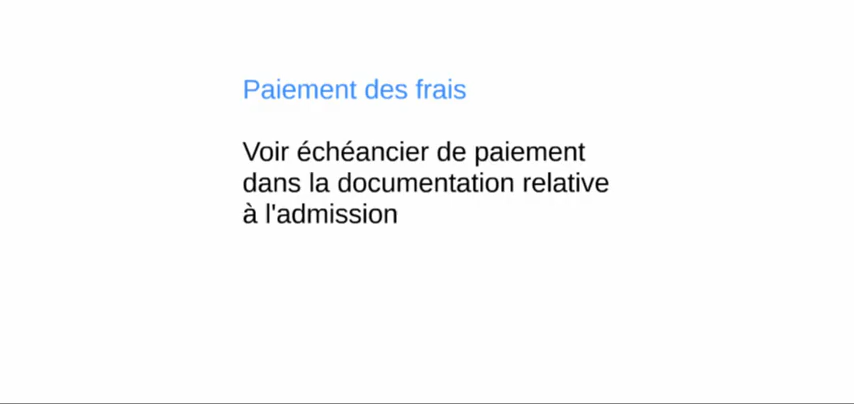 Paiement des frais
Voir échéancier de paiement
dans la documentation relative
à l'admission